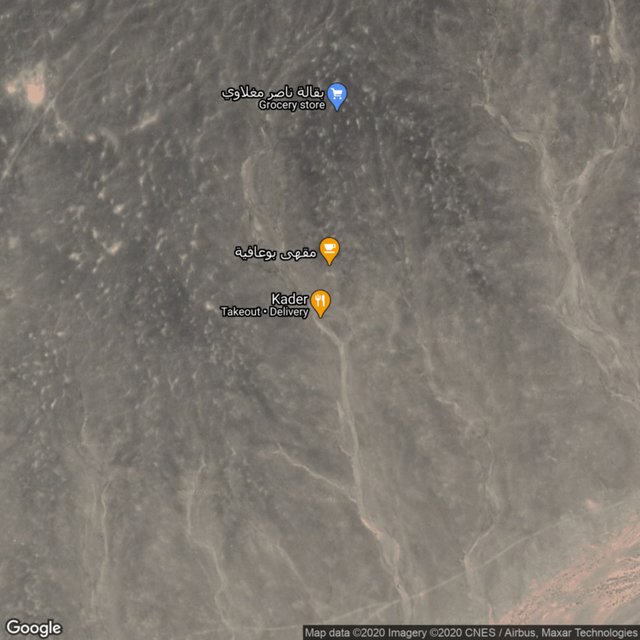 بقالة ناصر مغلاوي
Grocery store
مقهى بوعافية
Kader
Takeout • Delivery
Google
Map data ©2020 Imagery ©2020 CNES / Airbus, Maxar Technologies